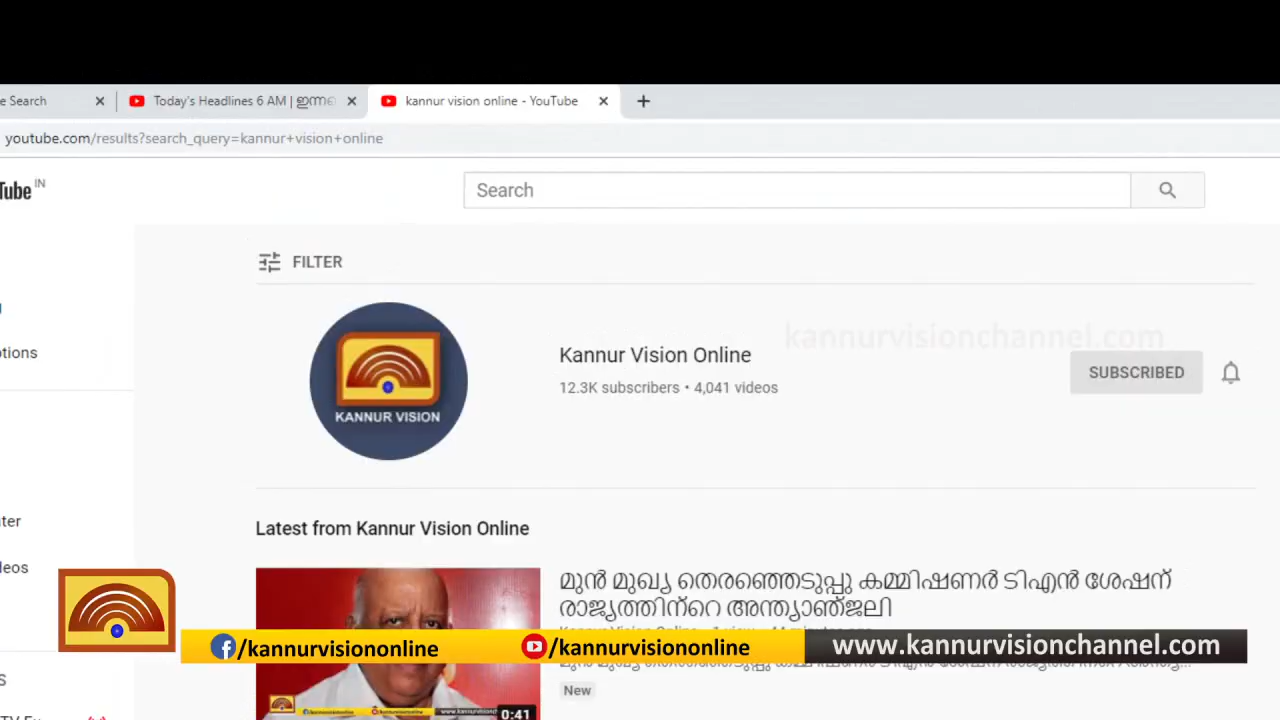 e Search
Today's Headlines 6 AM | ഇന്നെ
kannur vision online - YouTube
youtube.com/results?search_query=kannur+vision+online
Tube IN
Search
FILTER
kannurvisionchannel.com
Kannur Vision Online
12.3K subscribers • 4,041 videos
SUBSCRIBED
KANNUR VISION
ptions
Latest from Kannur Vision Online
ter
eos
മുൻ മുഖ്യ തെരഞ്ഞെടുപ്പു കമ്മിഷണർ ടിഎൻ ശേഷന്
രാജ്യത്തിന്റെ അന്ത്യാഞ്ജലി
/kannurvisiononline
/kannurvisiononline
www.kannurvisionchannel.com
New
S
0:41